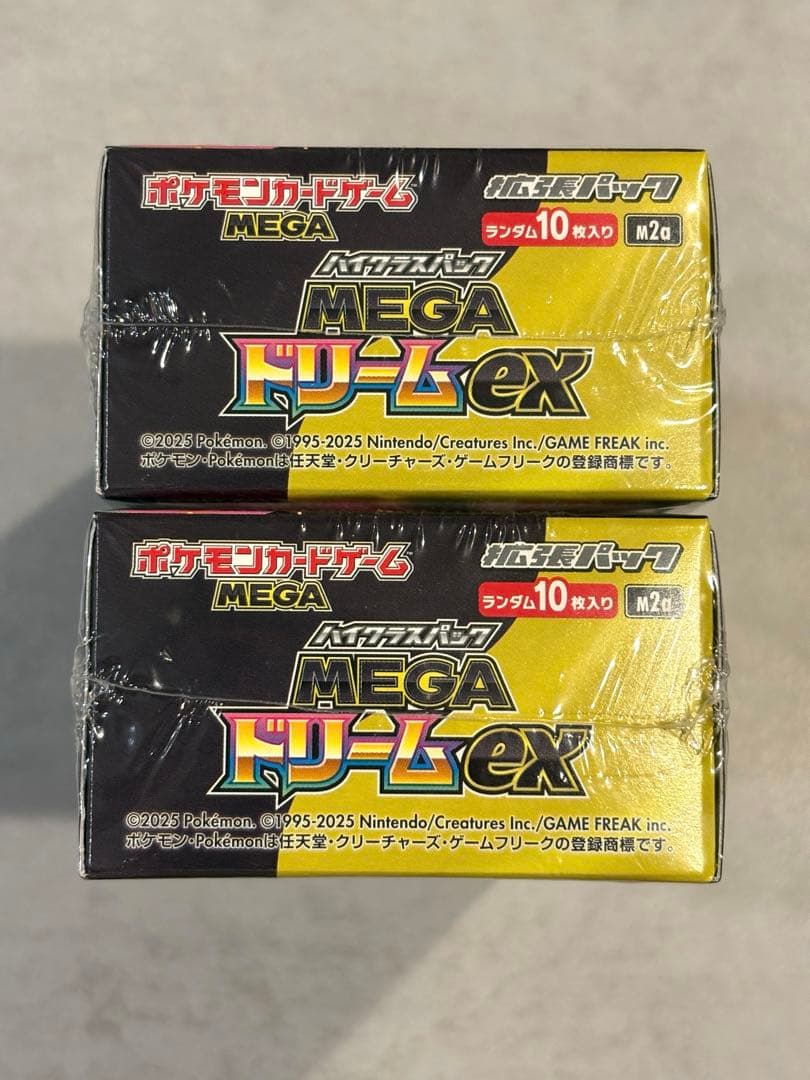 ポケモンカードゲーム
MEGA
拡張パック
ランダム10枚入り M2a
ハイクラスパック
MEGA
ドリームex
©2025 Pokémon. ©1995-2025 Nintendo/Creatures Inc./GAME FREAK inc.
ポケモン・Pokémonは任天堂・クリーチャーズ・ゲームフリークの登録商標です。
ポケモンカードゲーム
MEGA
拡張パック
ランダム10枚入り M2a
ハイクラスパック
MEGA
ドリームex
©2025 Pokémon. ©1995-2025 Nintendo/Creatures Inc./GAME FREAK inc.
ポケモン・Pokémonは任天堂・クリーチャーズ・ゲームフリークの登録商標です。